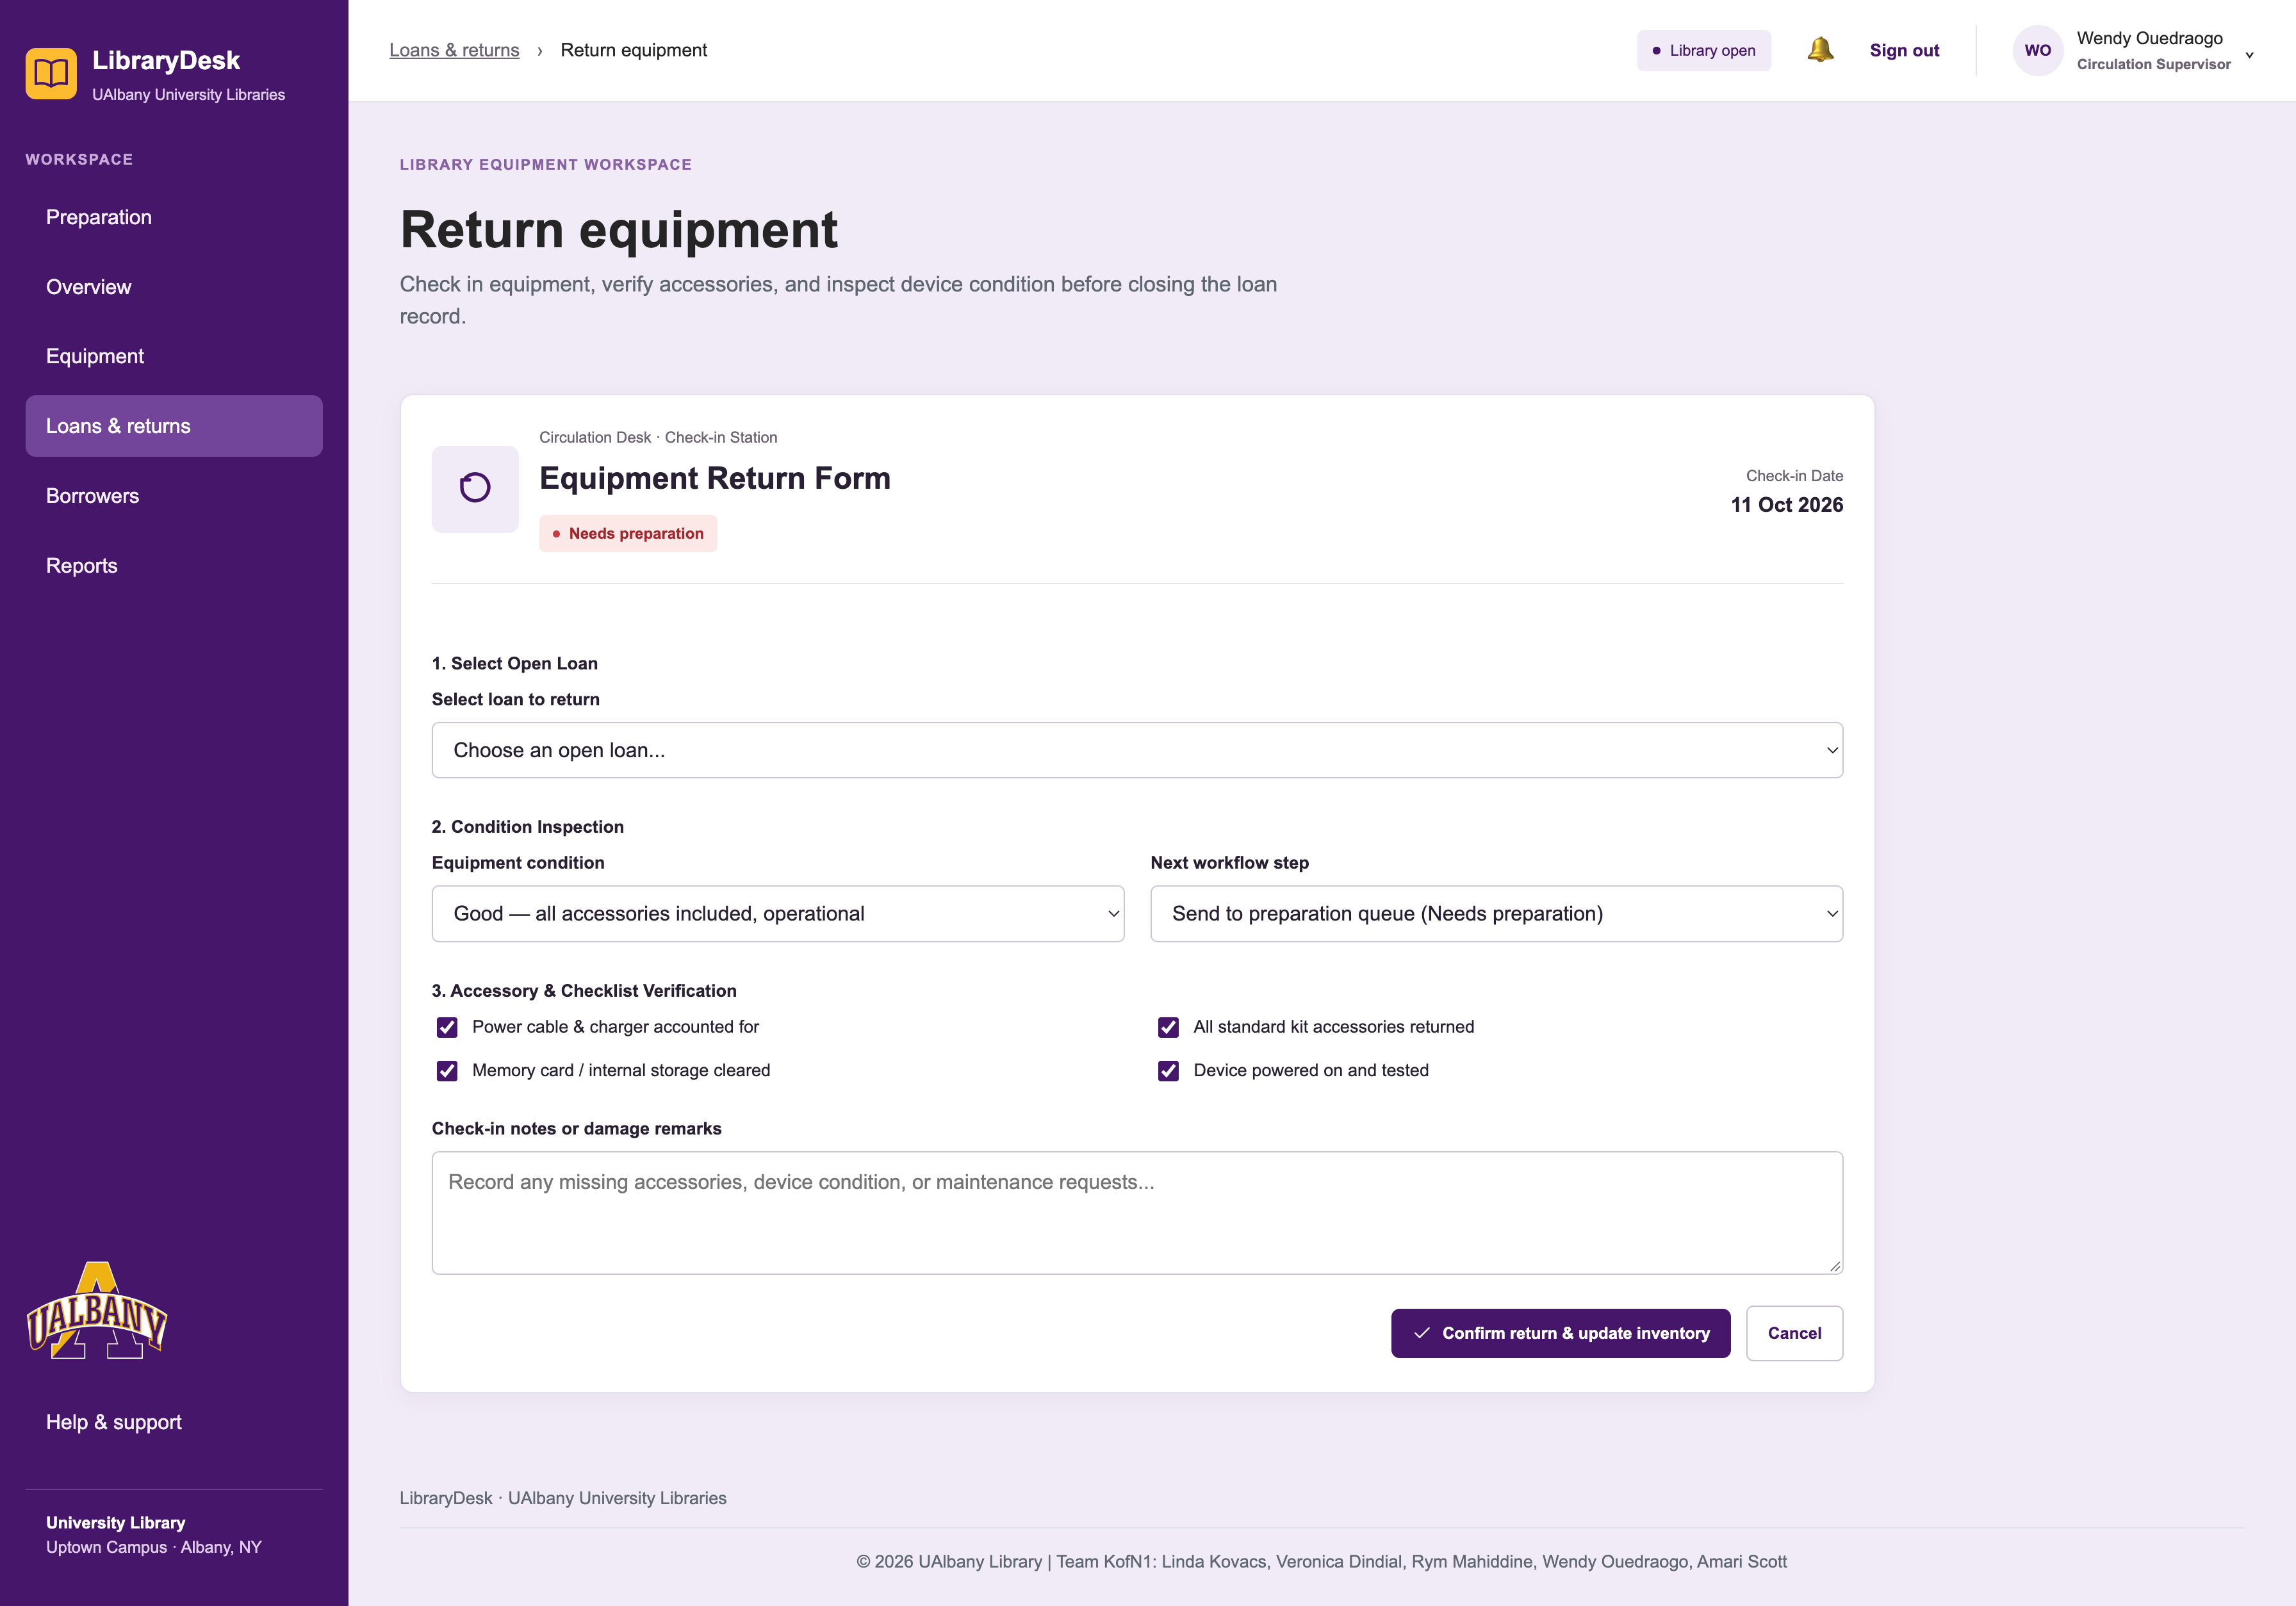 LibraryDesk
UAlbany University Libraries
WORKSPACE
Preparation
Overview
Equipment
Loans & returns
Borrowers
Reports
UALBANY
Help & support
University Library
Uptown Campus · Albany, NY
Loans & returns › Return equipment
Library open
Sign out
WO
Wendy Ouedraogo
Circulation Supervisor
LIBRARY EQUIPMENT WORKSPACE
Return equipment
Check in equipment, verify accessories, and inspect device condition before closing the loan
record.
Circulation Desk · Check-in Station
Equipment Return Form
Needs preparation
Check-in Date
11 Oct 2026
1. Select Open Loan
Select loan to return
Choose an open loan...
2. Condition Inspection
Equipment condition
Good — all accessories included, operational
Next workflow step
Send to preparation queue (Needs preparation)
3. Accessory & Checklist Verification
Power cable & charger accounted for
All standard kit accessories returned
Memory card / internal storage cleared
Device powered on and tested
Check-in notes or damage remarks
Record any missing accessories, device condition, or maintenance requests...
Confirm return & update inventory
Cancel
LibraryDesk · UAlbany University Libraries
© 2026 UAlbany Library | Team KofN1: Linda Kovacs, Veronica Dindial, Rym Mahiddine, Wendy Ouedraogo, Amari Scott